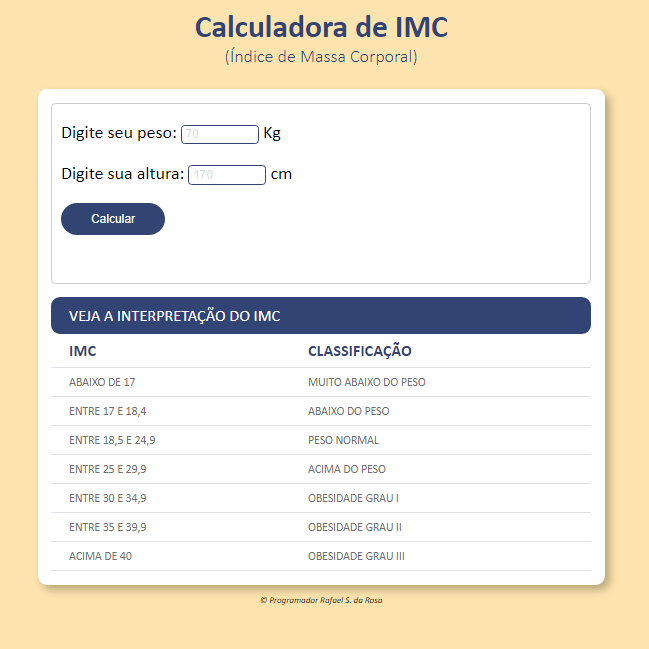 Calculadora de IMC
(Índice de Massa Corporal)
Digite seu peso: 70 Kg
Digite sua altura: 170 cm
Calcular
VEJA A INTERPRETAÇÃO DO IMC
IMC CLASSIFICAÇÃO
ABAIXO DE 17 MUITO ABAIXO DO PESO
ENTRE 17 E 18,4 ABAIXO DO PESO
ENTRE 18,5 E 24,9 PESO NORMAL
ENTRE 25 E 29,9 ACIMA DO PESO
ENTRE 30 E 34,9 OBESIDADE GRAU I
ENTRE 35 E 39,9 OBESIDADE GRAU II
ACIMA DE 40 OBESIDADE GRAU III
© Programador Rafael S. da Rosa